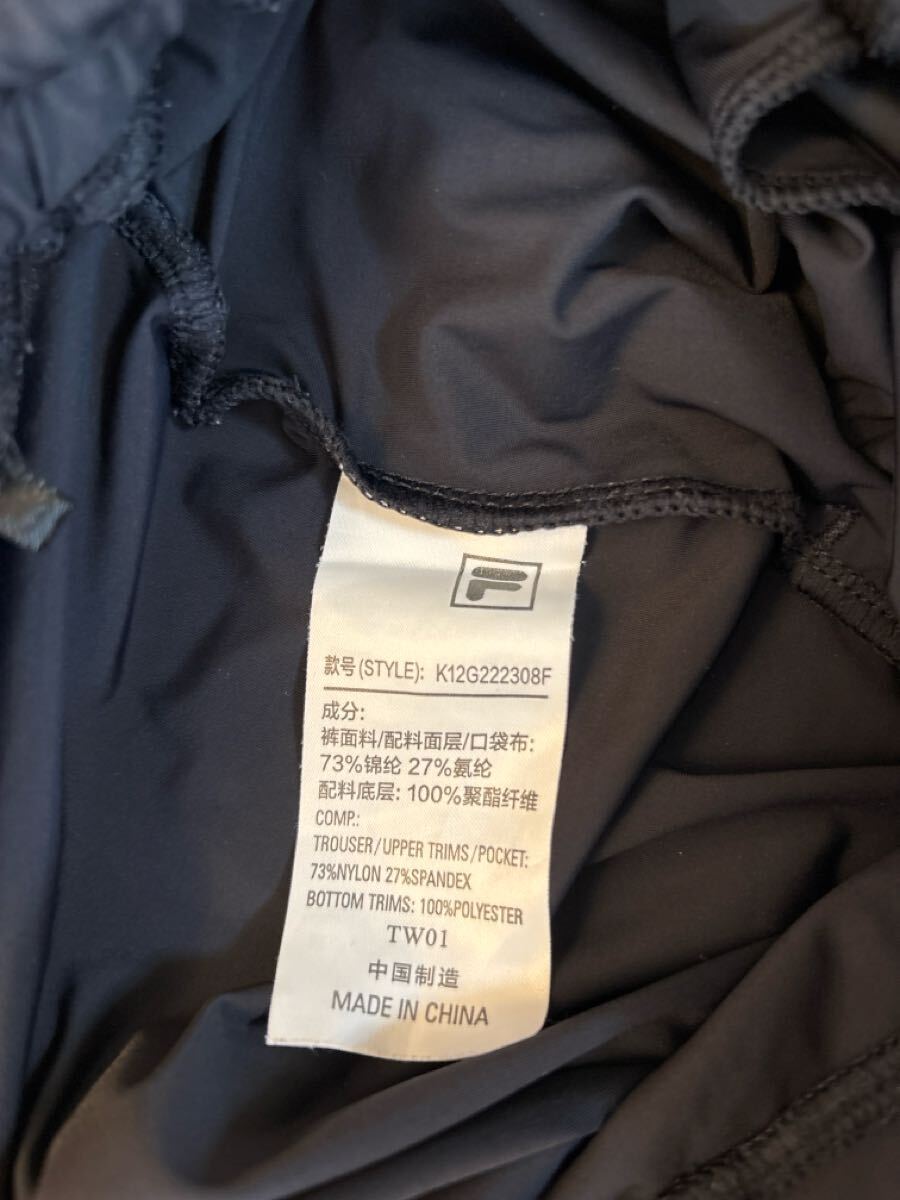 F
款号(STYLE): K12G222308F
成分:
裤面料/配料面层/口袋布:
73%锦纶 27%氨纶
配料底层: 100%聚酯纤维
COMP.:
TROUSER/UPPER TRIMS/POCKET:
73%NYLON 27%SPANDEX
BOTTOM TRIMS: 100%POLYESTER
TW01
中国制造
MADE IN CHINA